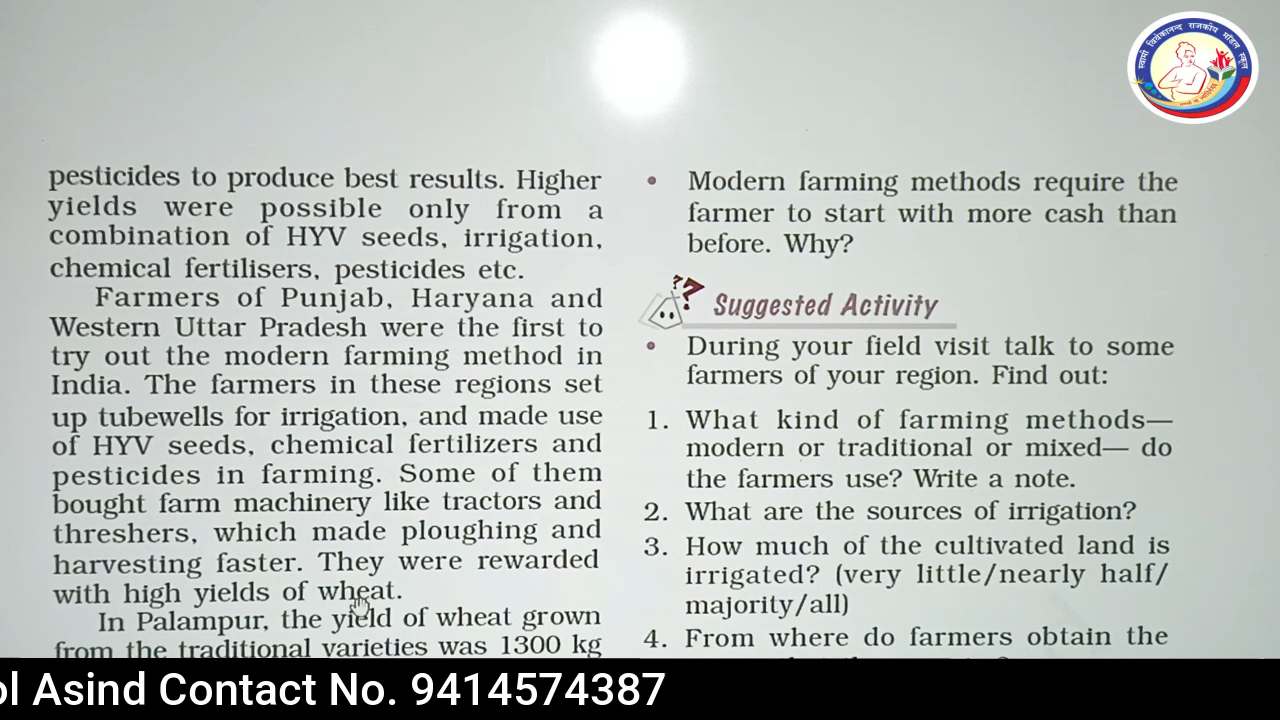 स्वामी विवेकानन्द राजकीय मॉडल स्कूल
pesticides to produce best results. Higher
yields were possible only from a
combination of HYV seeds, irrigation,
chemical fertilisers, pesticides etc.
Farmers of Punjab, Haryana and
Western Uttar Pradesh were the first to
try out the modern farming method in
India. The farmers in these regions set
up tubewells for irrigation, and made use
of HYV seeds, chemical fertilizers and
pesticides in farming. Some of them
bought farm machinery like tractors and
threshers, which made ploughing and
harvesting faster. They were rewarded
with high yields of wheat.
In Palampur, the yield of wheat grown
from the traditional varieties was 1300 kg
• Modern farming methods require the
farmer to start with more cash than
before. Why?
Suggested Activity
• During your field visit talk to some
farmers of your region. Find out:
1. What kind of farming methods—
modern or traditional or mixed— do
the farmers use? Write a note.
2. What are the sources of irrigation?
3. How much of the cultivated land is
irrigated? (very little/nearly half/
majority/all)
4. From where do farmers obtain the
ol Asind Contact No. 9414574387